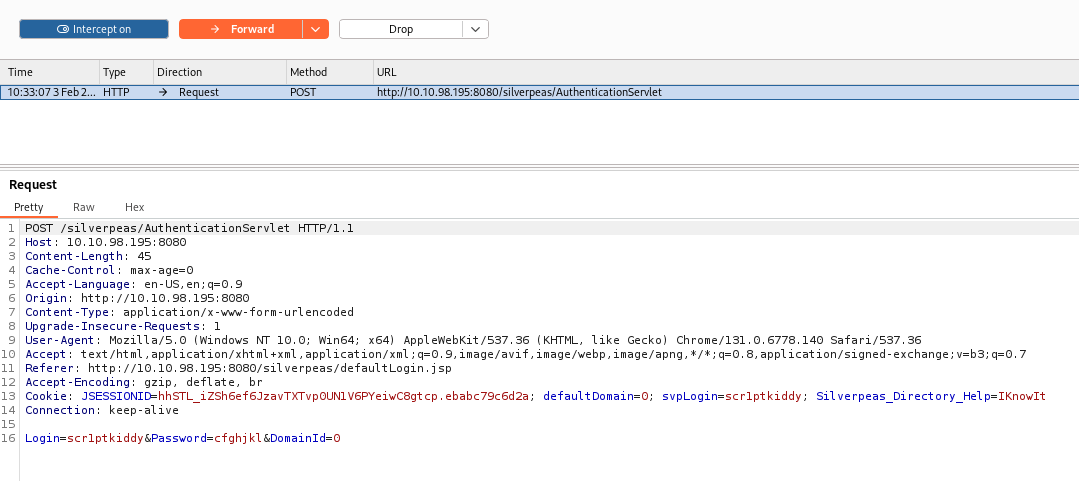 Intercept on
Forward
Drop
Time Type Direction Method URL
10:33:07 3 Feb 2... HTTP Request POST http://10.10.98.195:8080/silverpeas/AuthenticationServlet
Request
Pretty Raw Hex
1 POST /silverpeas/AuthenticationServlet HTTP/1.1
2 Host: 10.10.98.195:8080
3 Content-Length: 45
4 Cache-Control: max-age=0
5 Accept-Language: en-US,en;q=0.9
6 Origin: http://10.10.98.195:8080
7 Content-Type: application/x-www-form-urlencoded
8 Upgrade-Insecure-Requests: 1
9 User-Agent: Mozilla/5.0 (Windows NT 10.0; Win64; x64) AppleWebKit/537.36 (KHTML, like Gecko) Chrome/131.0.6778.140 Safari/537.36
10 Accept: text/html,application/xhtml+xml,application/xml;q=0.9,image/avif,image/webp,image/apng,*/*;q=0.8,application/signed-exchange;v=b3;q=0.7
11 Referer: http://10.10.98.195:8080/silverpeas/defaultLogin.jsp
12 Accept-Encoding: gzip, deflate, br
13 Cookie: JSESSIONID=hhSTL_iZSh6ef6JzavTXTvp0UN1V6PYeiwC8gtcp.ebabc79c6d2a; defaultDomain=0; svpLogin=scr1ptkiddy; Silverpeas_Directory_Help=IKnowIt
14 Connection: keep-alive
15
16 Login=scr1ptkiddy&Password=cfghjkl&DomainId=0